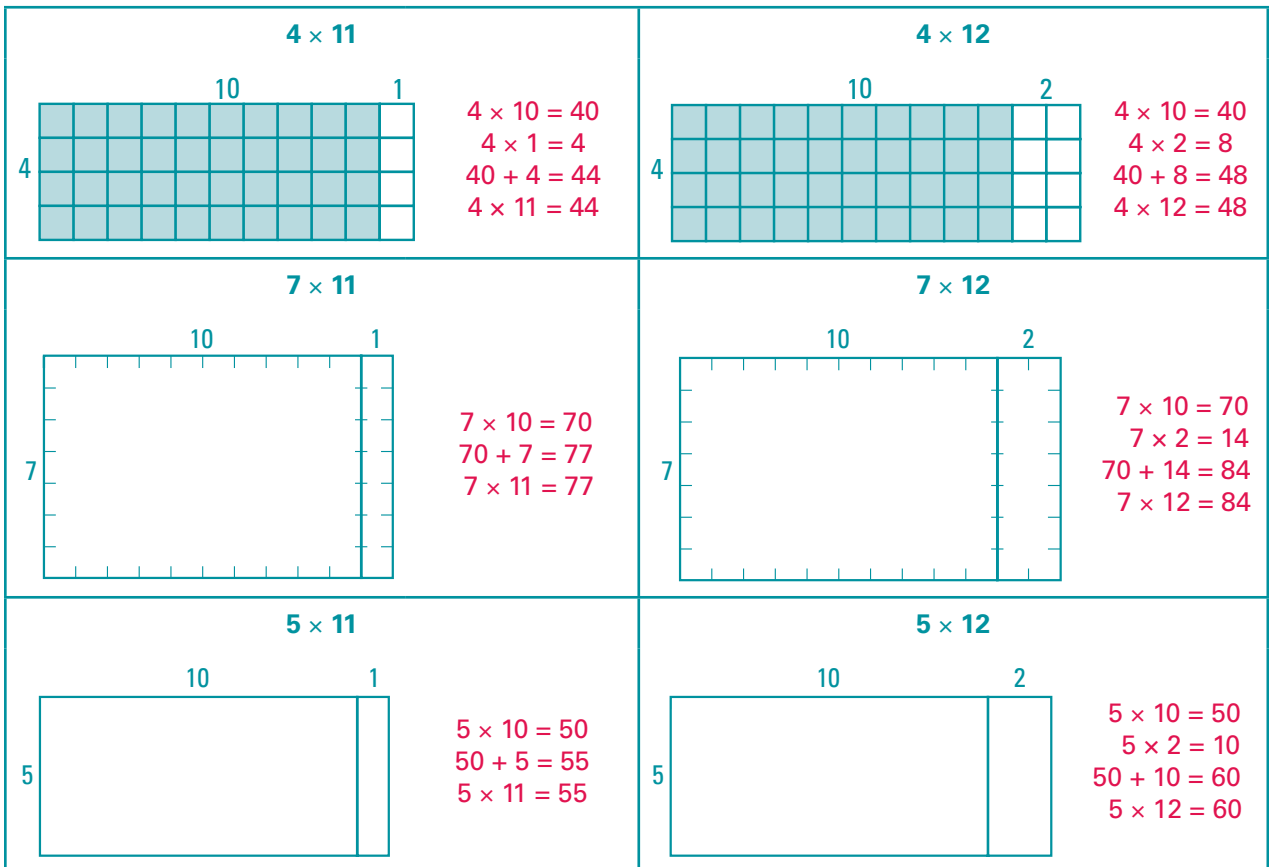 4 × 11
10 1
4
4 × 10 = 40
4 × 1 = 4
40 + 4 = 44
4 × 11 = 44
4 × 12
10 2
4
4 × 10 = 40
4 × 2 = 8
40 + 8 = 48
4 × 12 = 48
7 × 11
10 1
7
7 × 10 = 70
70 + 7 = 77
7 × 11 = 77
7 × 12
10 2
7
7 × 10 = 70
7 × 2 = 14
70 + 14 = 84
7 × 12 = 84
5 × 11
10 1
5
5 × 10 = 50
50 + 5 = 55
5 × 11 = 55
5 × 12
10 2
5
5 × 10 = 50
5 × 2 = 10
50 + 10 = 60
5 × 12 = 60